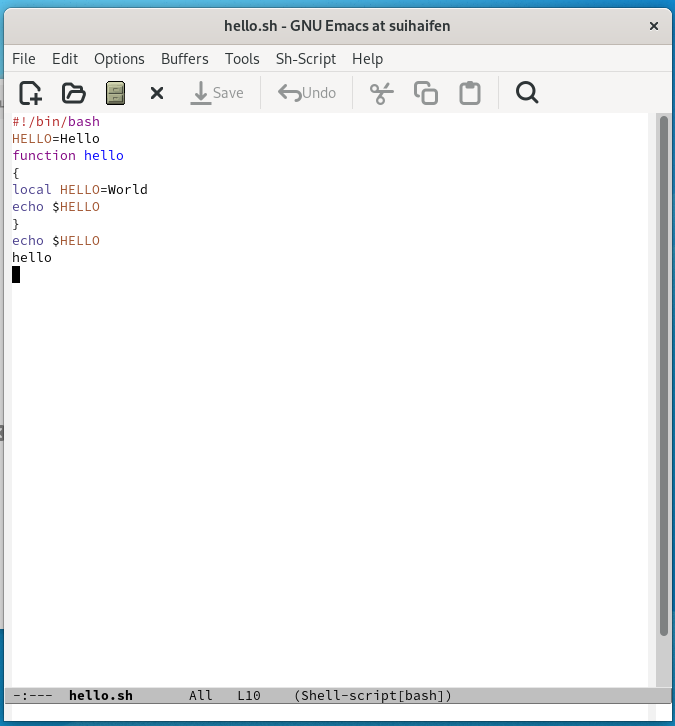 hello.sh - GNU Emacs at suihaifen
File Edit Options Buffers Tools Sh-Script Help
Save Undo
#!/bin/bash
HELLO=Hello
function hello
{
local HELLO=World
echo $HELLO
}
echo $HELLO
hello
-:--- hello.sh All L10 (Shell-script[bash])